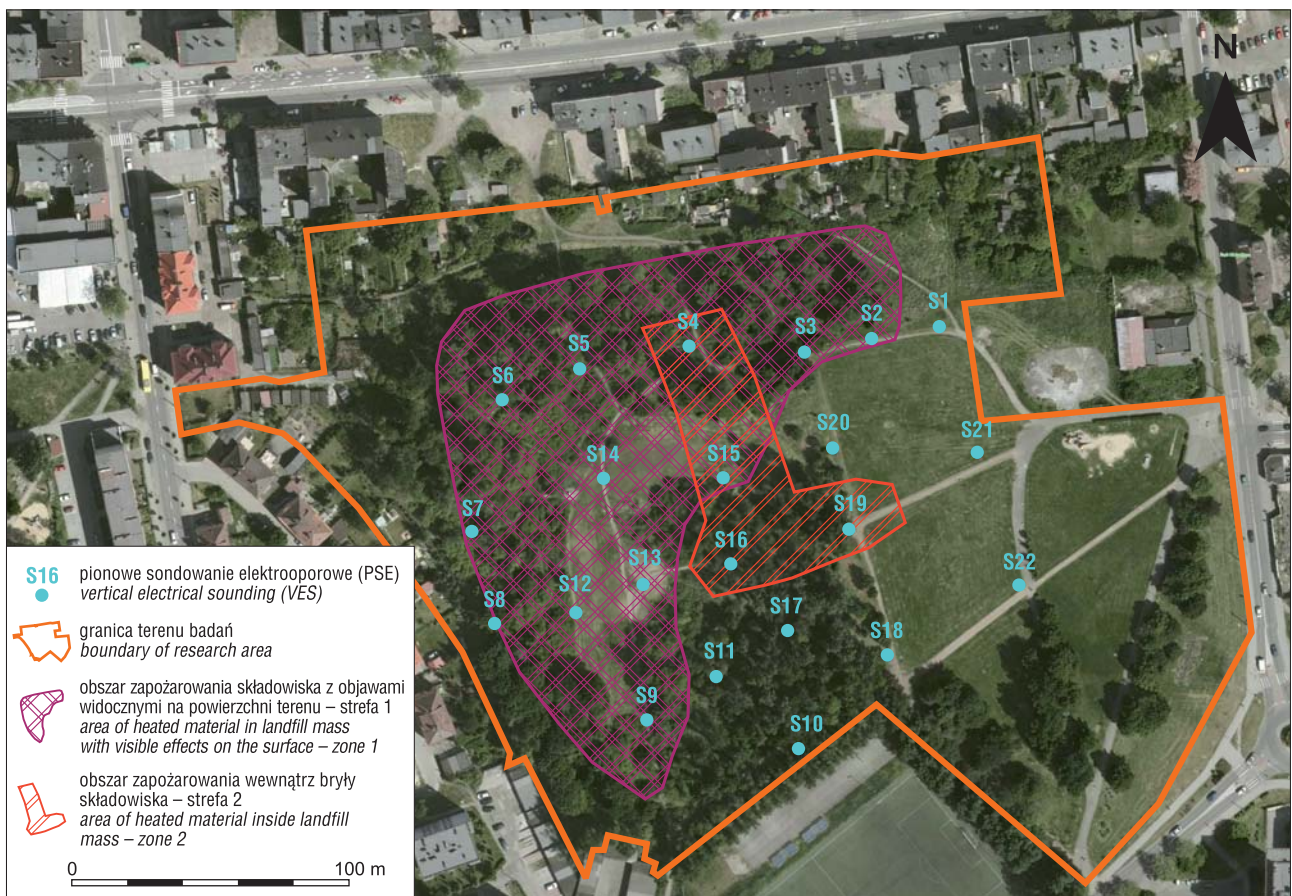 N
S1
S2
S3
S4
S5
S6
S20
S21
S14
S15
S7
S19
S16
S13
S22
S12
S8
S17
S18
S11
S9
S10
S16 pionowe sondowanie elektrooporowe (PSE)
vertical electrical sounding (VES)
granica terenu badań
boundary of research area
obszar zapożarowania składowiska z objawami
widocznymi na powierzchni terenu – strefa 1
area of heated material in landfill mass
with visible effects on the surface – zone 1
obszar zapożarowania wewnątrz bryły
składowiska – strefa 2
area of heated material inside landfill
mass – zone 2
0 100 m